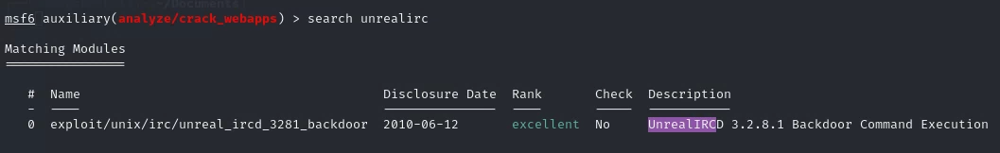 msf6 auxiliary(analyze/crack_webapps) > search unrealirc
Matching Modules
================
# Name Disclosure Date Rank Check Description
- ---- --------------- ---- ----- -----------
0 exploit/unix/irc/unreal_ircd_3281_backdoor 2010-06-12 excellent No UnrealIRCD 3.2.8.1 Backdoor Command Execution